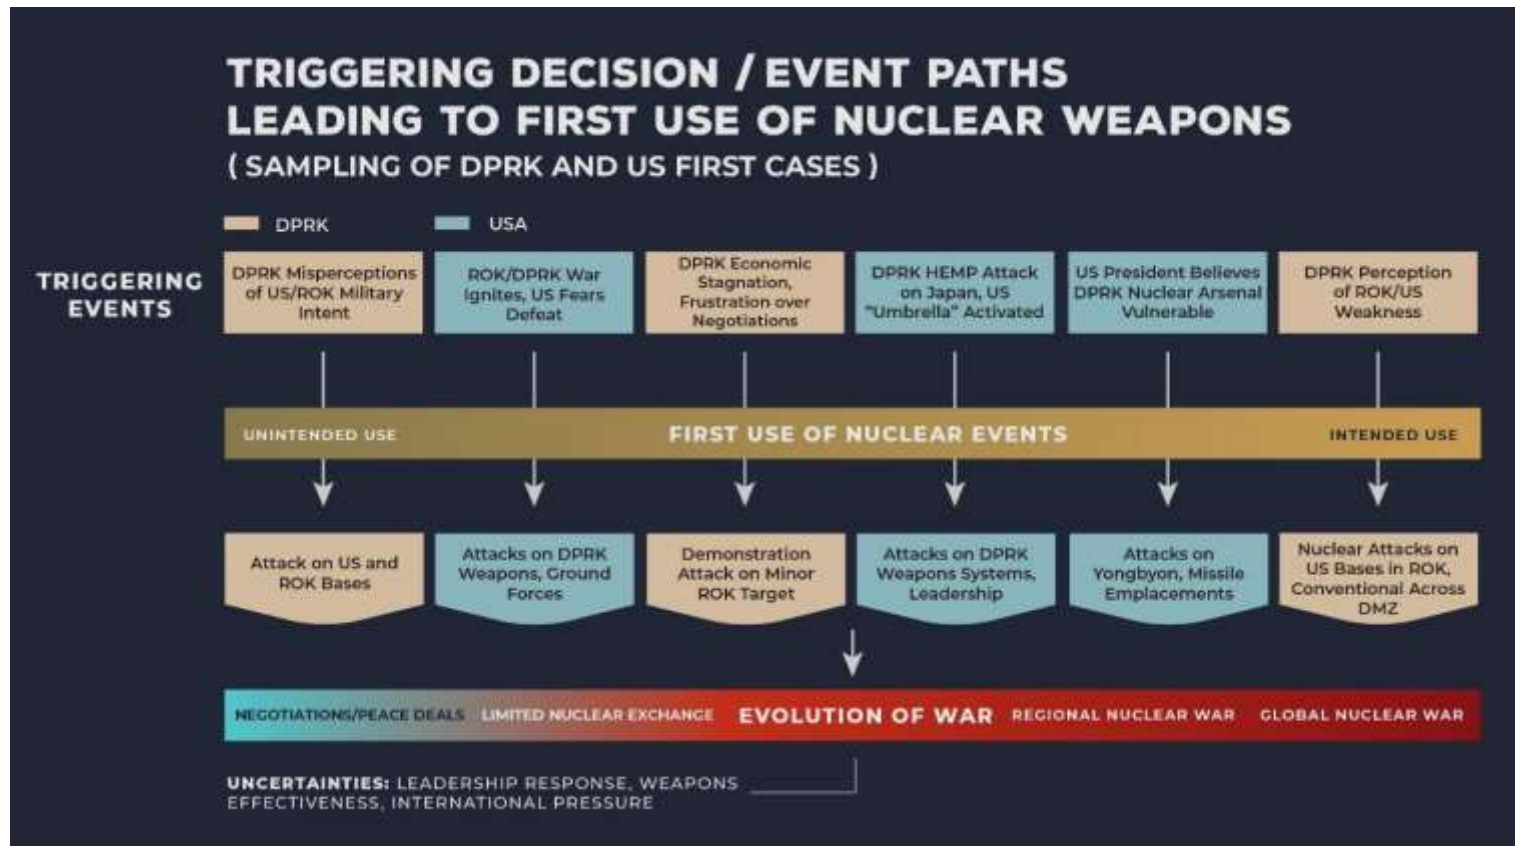 TRIGGERING DECISION / EVENT PATHS
LEADING TO FIRST USE OF NUCLEAR WEAPONS
( SAMPLING OF DPRK AND US FIRST CASES )
DPRK
USA
TRIGGERING
EVENTS
DPRK Misperceptions
of US/ROK Military
Intent
ROK/DPRK War
Ignites, US Fears
Defeat
DPRK Economic
Stagnation,
Frustration over
Negotiations
DPRK HEMP Attack
on Japan, US
"Umbrella" Activated
US President Believes
DPRK Nuclear Arsenal
Vulnerable
DPRK Perception
of ROK/US
Weakness
UNINTENDED USE
FIRST USE OF NUCLEAR EVENTS
INTENDED USE
Attack on US and
ROK Bases
Attacks on DPRK
Weapons, Ground
Forces
Demonstration
Attack on Minor
ROK Target
Attacks on DPRK
Weapons Systems,
Leadership
Attacks on
Yongbyon, Missile
Emplacements
Nuclear Attacks on
US Bases in ROK,
Conventional Across
DMZ
NEGOTIATIONS/PEACE DEALS
LIMITED NUCLEAR EXCHANGE
EVOLUTION OF WAR
REGIONAL NUCLEAR WAR
GLOBAL NUCLEAR WAR
UNCERTAINTIES: LEADERSHIP RESPONSE, WEAPONS
EFFECTIVENESS, INTERNATIONAL PRESSURE